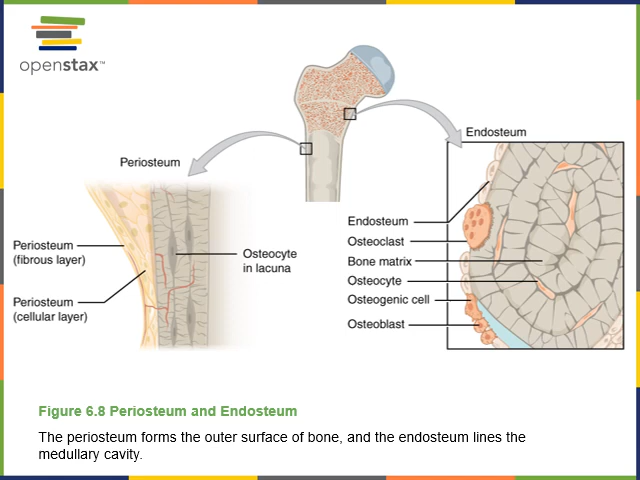 openstax™
Periosteum
Endosteum
Periosteum
(fibrous layer)
Periosteum
(cellular layer)
Osteocyte
in lacuna
Endosteum
Osteoclast
Bone matrix
Osteocyte
Osteogenic cell
Osteoblast
Figure 6.8 Periosteum and Endosteum
The periosteum forms the outer surface of bone, and the endosteum lines the
medullary cavity.